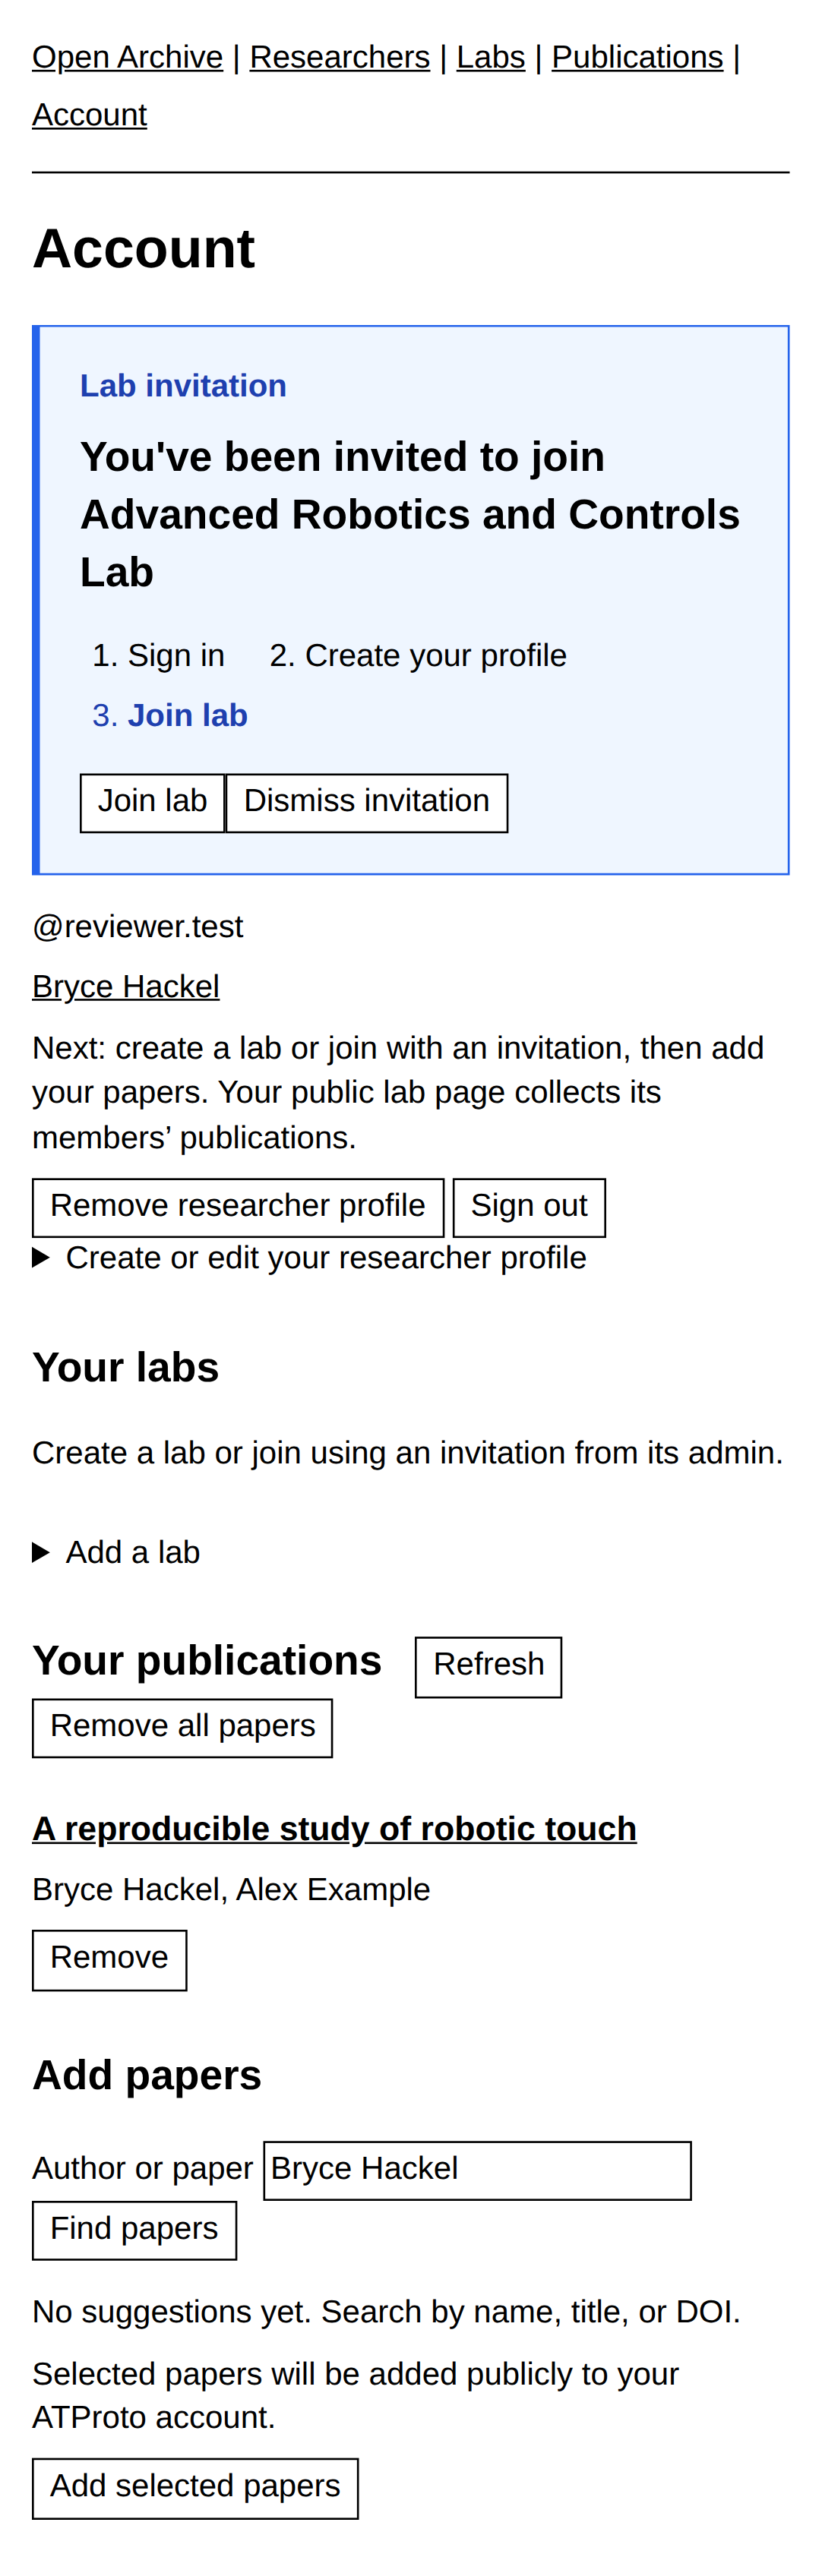 Open Archive | Researchers | Labs | Publications |
Account
Account
Lab invitation
You've been invited to join
Advanced Robotics and Controls
Lab
1. Sign in 2. Create your profile
3. Join lab
Join lab Dismiss invitation
@reviewer.test
Bryce Hackel
Next: create a lab or join with an invitation, then add
your papers. Your public lab page collects its
members’ publications.
Remove researcher profile Sign out
▶ Create or edit your researcher profile
Your labs
Create a lab or join using an invitation from its admin.
▶ Add a lab
Your publications Refresh
Remove all papers
A reproducible study of robotic touch
Bryce Hackel, Alex Example
Remove
Add papers
Author or paper Bryce Hackel
Find papers
No suggestions yet. Search by name, title, or DOI.
Selected papers will be added publicly to your
ATProto account.
Add selected papers